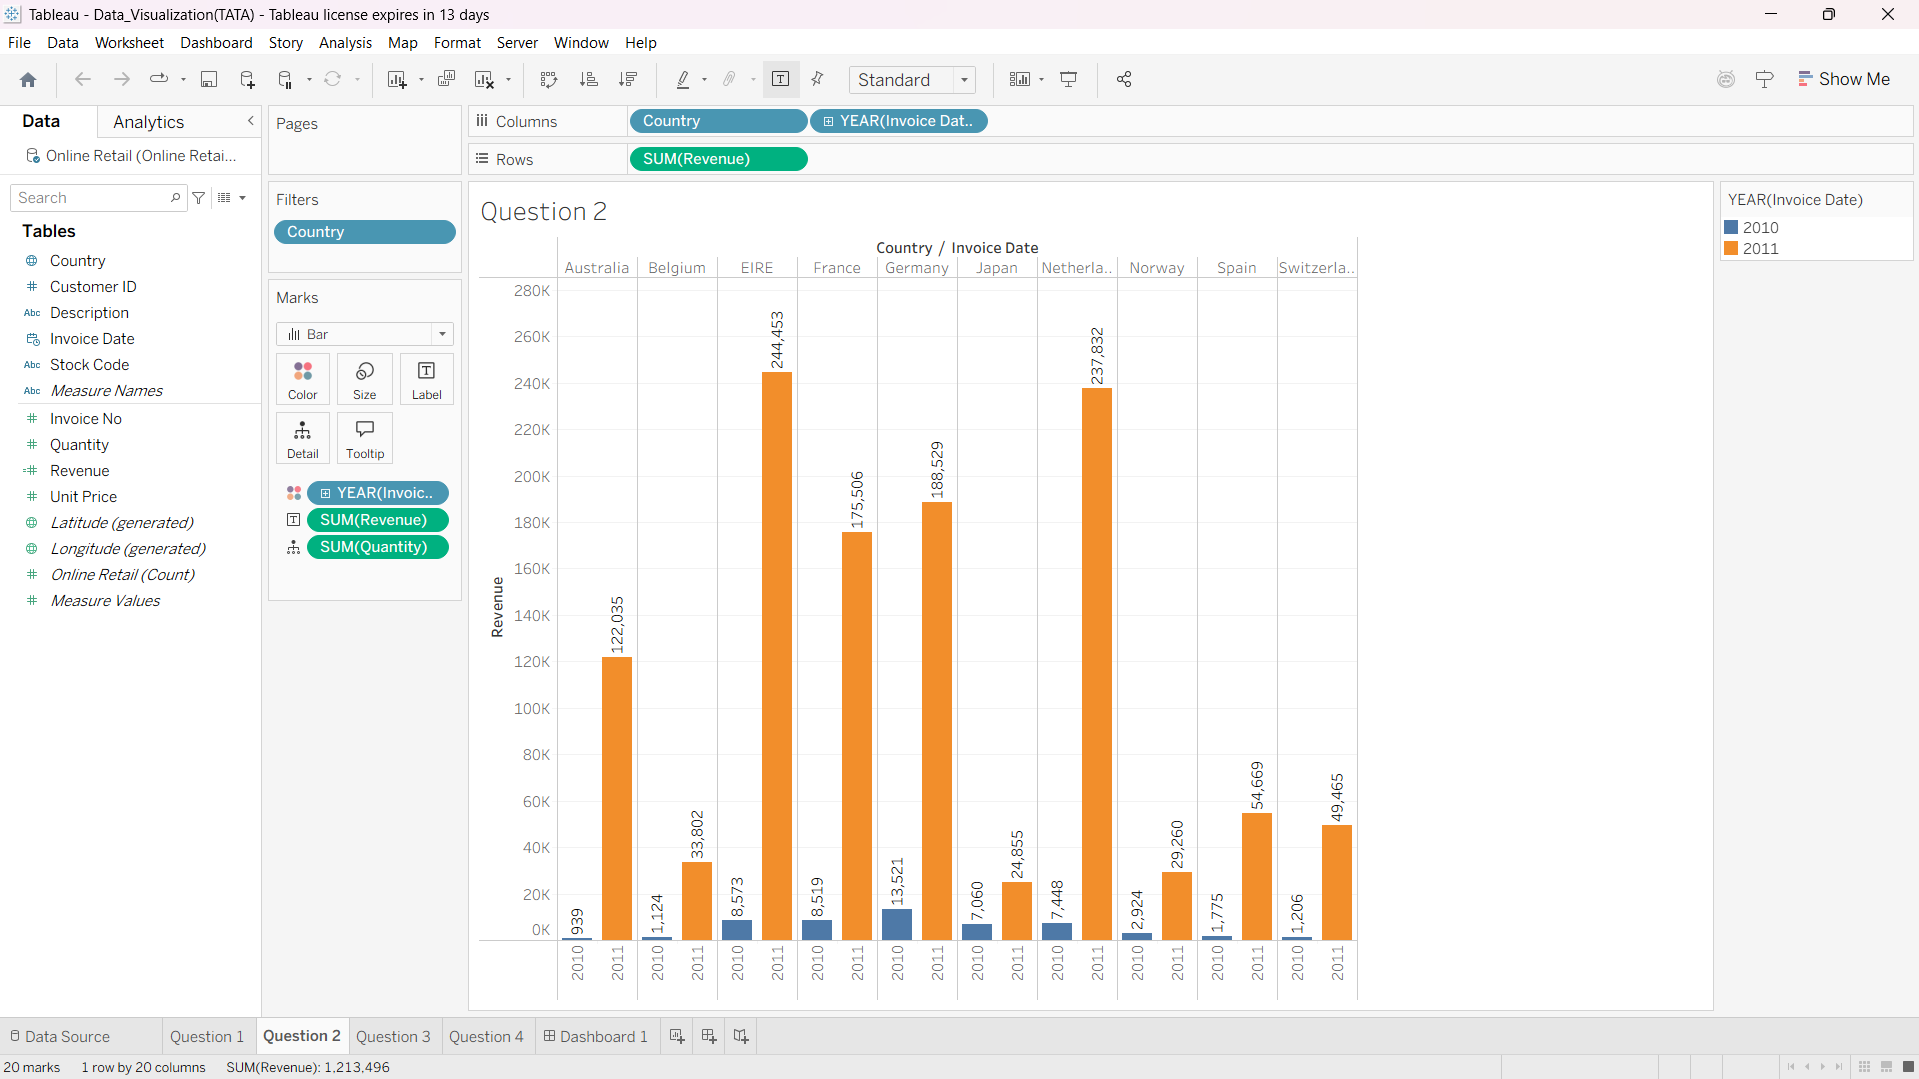 Tableau - Data_Visualization(TATA) - Tableau license expires in 13 days
File Data Worksheet Dashboard Story Analysis Map Format Server Window Help
Standard
Show Me
Data
Analytics
Online Retail (Online Retai...
Search
Tables
Country
Customer ID
Abc Description
Invoice Date
Abc Stock Code
Abc Measure Names
Invoice No
Quantity
Revenue
Unit Price
Latitude (generated)
Longitude (generated)
Online Retail (Count)
Measure Values
Pages
Filters
Country
Marks
Bar
Color Size Label
Detail Tooltip
YEAR(Invoic..
SUM(Revenue)
SUM(Quantity)
Columns Country YEAR(Invoice Dat..
Rows SUM(Revenue)
Question 2
Country / Invoice Date
Australia Belgium EIRE France Germany Japan Netherla.. Norway Spain Switzerla..
Revenue
280K
260K
240K
220K
200K
180K
160K
140K
120K
100K
80K
60K
40K
20K
0K
939 122,035 1,124 33,802 8,573 244,453 8,519 175,506 13,521 188,529 7,060 24,855 7,448 237,832 2,924 29,260 1,775 54,669 1,206 49,465
2010 2011 2010 2011 2010 2011 2010 2011 2010 2011 2010 2011 2010 2011 2010 2011 2010 2011 2010 2011
YEAR(Invoice Date)
2010
2011
Data Source Question 1 Question 2 Question 3 Question 4 Dashboard 1
20 marks 1 row by 20 columns SUM(Revenue): 1,213,496